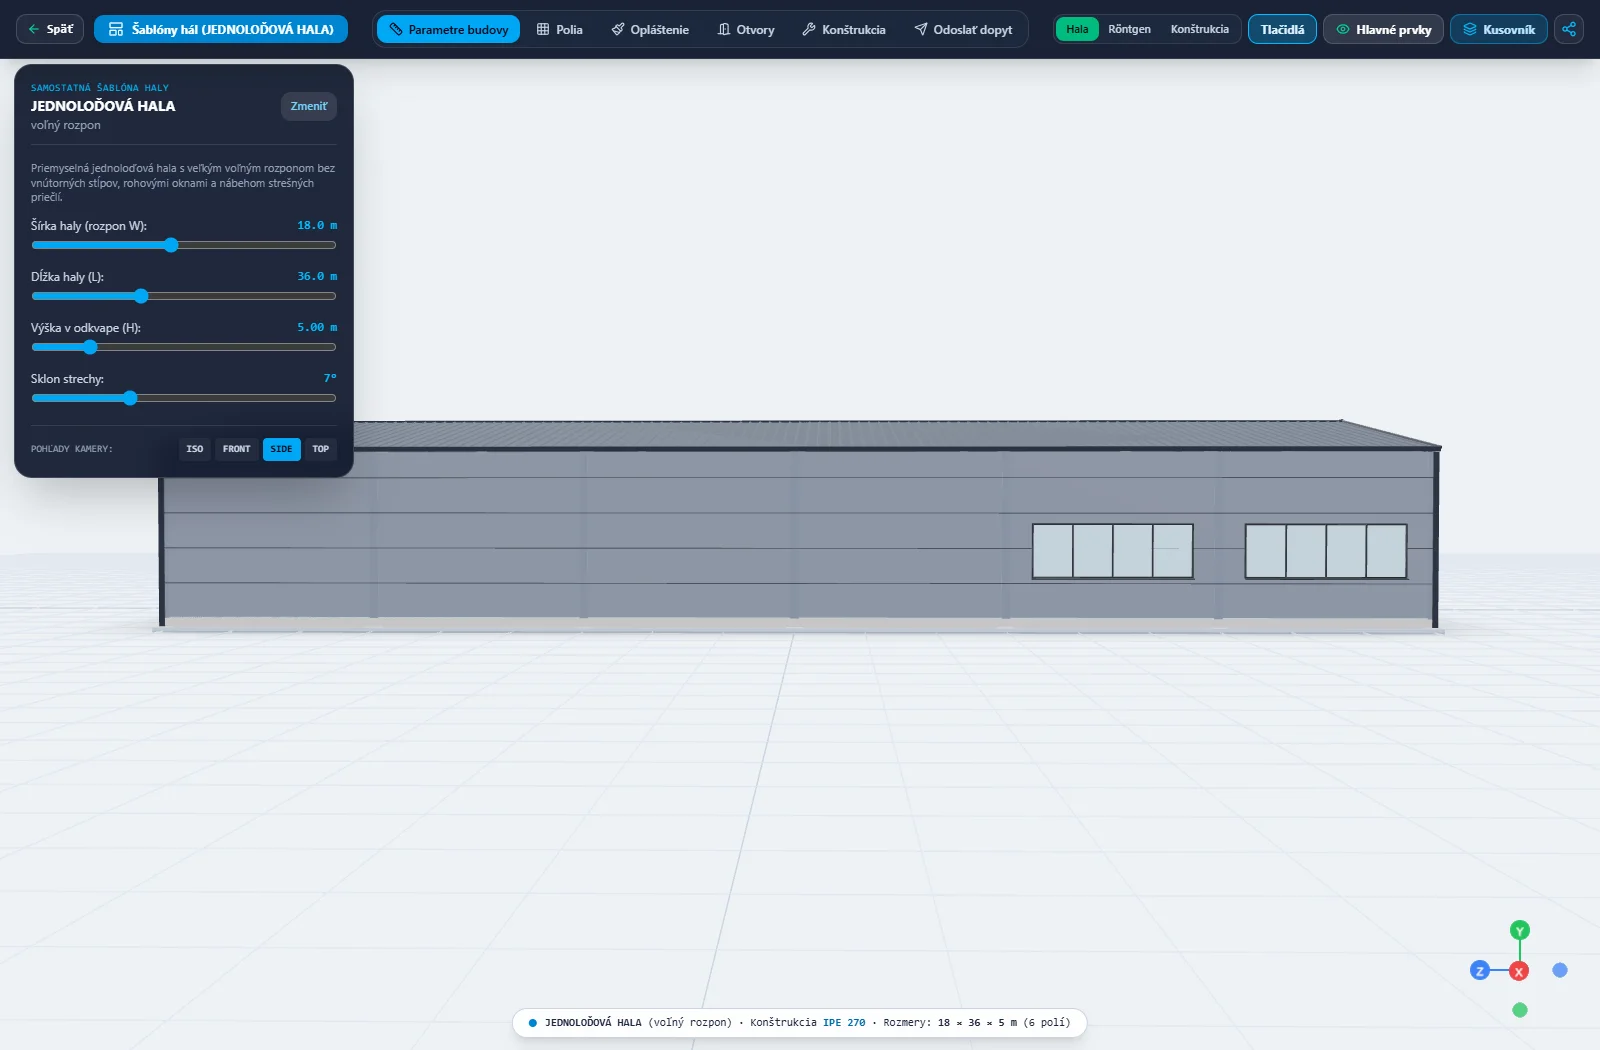 Späť
Šablóny hál (JEDNOLOĎOVÁ HALA)
Parametre budovy
Polia
Opláštenie
Otvory
Konštrukcia
Odoslať dopyt
Hala
Röntgen
Konštrukcia
Tlačidlá
Hlavné prvky
Kusovník
SAMOSTATNÁ ŠABLÓNA HALY
JEDNOLOĎOVÁ HALA
voľný rozpon
Zmeniť
Priemyselná jednoloďová hala s veľkým voľným rozponom bez
vnútorných stĺpov, rohovými oknami a nábehom strešných
priečlí.
Šírka haly (rozpon W): 18.0 m
Dĺžka haly (L): 36.0 m
Výška v odkvape (H): 5.00 m
Sklon strechy: 7°
POHĽADY KAMERY: ISO FRONT SIDE TOP
Y
Z
X
JEDNOLOĎOVÁ HALA (voľný rozpon) · Konštrukcia IPE 270 · Rozmery: 18 × 36 × 5 m (6 polí)